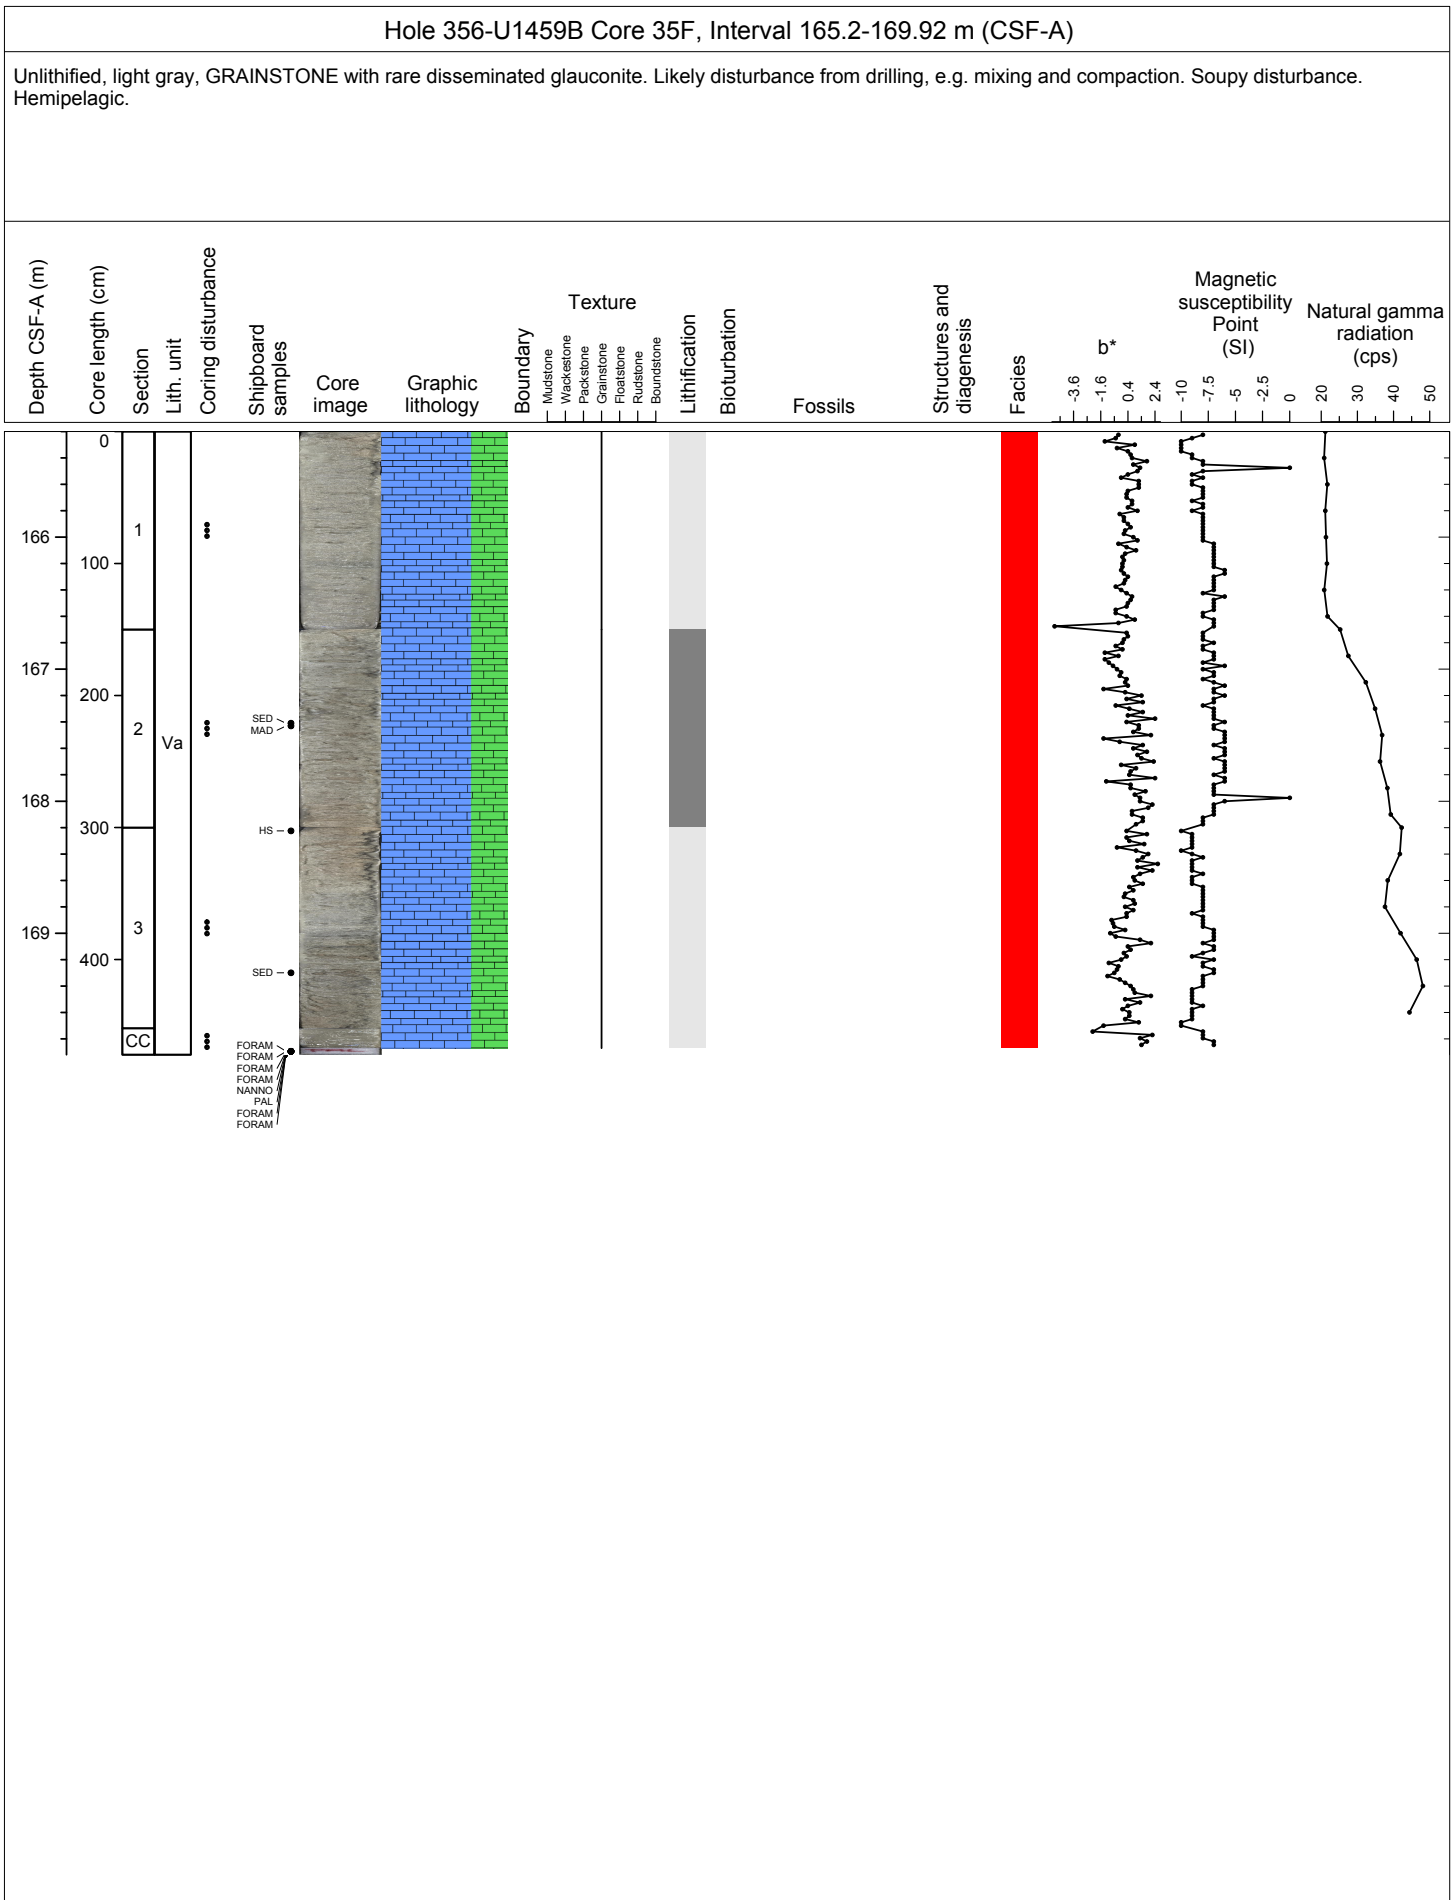 Hole 356-U1459B Core 35F, Interval 165.2-169.92 m (CSF-A)
Unlithified, light gray, GRAINSTONE with rare disseminated glauconite. Likely disturbance from drilling, e.g. mixing and compaction. Soupy disturbance.
Hemipelagic.
Depth CSF-A (m)
Core length (cm)
Section
Lith. unit
Coring disturbance
Shipboard
samples
Core
image
Graphic
lithology
Boundary
Texture
Mudstone
Wackestone
Packstone
Grainstone
Floatstone
Rudstone
Boundstone
Lithification
Bioturbation
Fossils
Structures and
diagenesis
Facies
b*
-3.6
-1.6
0.4
2.4
Magnetic
susceptibility
Point
(SI)
-10
-7.5
-5
-2.5
0
Natural gamma
radiation
(cps)
20
30
40
50
0
1
166
100
167
200
2
Va
SED
MAD
168
300
HS
3
169
400
SED
CC
FORAM
FORAM
FORAM
FORAM
NANNO
PAL
FORAM
FORAM